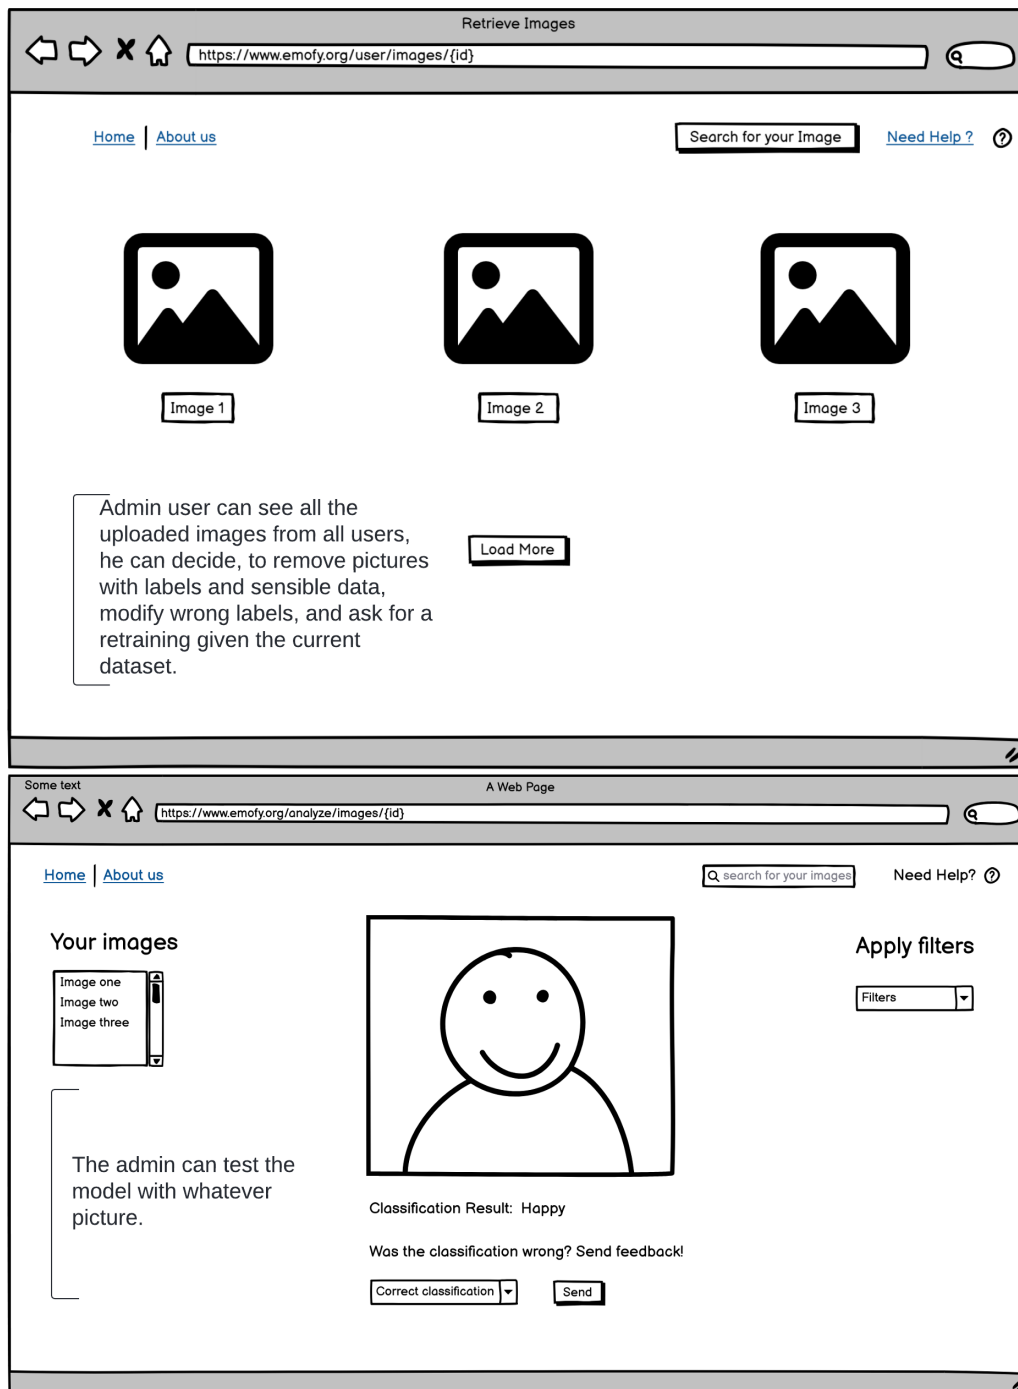 Retrieve Images
https://www.emofy.org/user/images/{id}
Home About us Search for your Image Need Help ?
Image 1 Image 2 Image 3
Admin user can see all the
uploaded images from all users,
he can decide, to remove pictures
with labels and sensible data,
modify wrong labels, and ask for a
retraining given the current
dataset.
Load More
Some text
A Web Page
https://www.emofy.org/analyze/images/{id}
Home About us search for your images Need Help?
Your images
Image one
Image two
Image three
Apply filters
Filters
The admin can test the
model with whatever
picture.
Classification Result: Happy
Was the classification wrong? Send feedback!
Correct classification Send